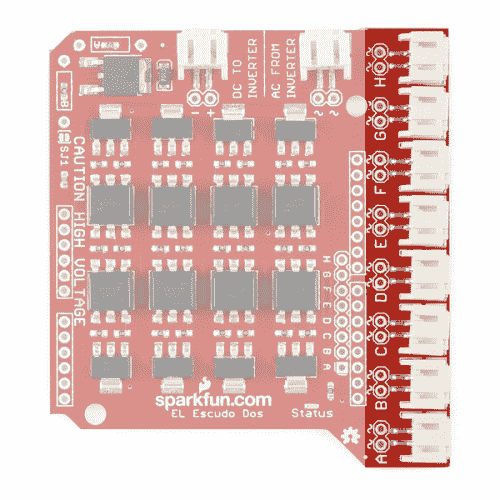 DC TO
INVERTER
AC FROM
INVERTER
- +
~ ~
SJ1
CAUTION HIGH VOLTAGE
H
G
F
E
D
C
B
A
H
G
F
E
D
C
B
A
sparkfun.com
EL Escudo Dos
Status